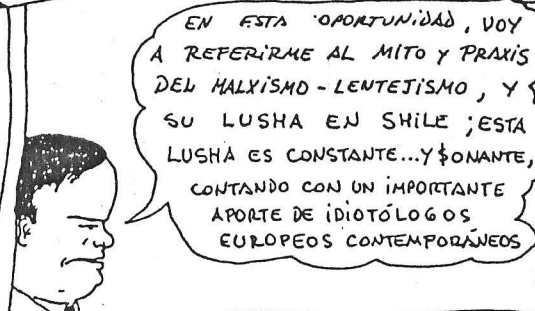 EN ESTA OPORTUNIDAD, VOY
A REFERIRME AL MITO Y PRAXIS
DEL MALXISMO-LENTEJISMO, Y
SU LUSHA EN SHILE; ESTA
LUSHA ES CONSTANTE...Y $ONANTE,
CONTANDO CON UN IMPORTANTE
APORTE DE IDIOTÓLOGOS
EUROPEOS CONTEMPORÁNEOS